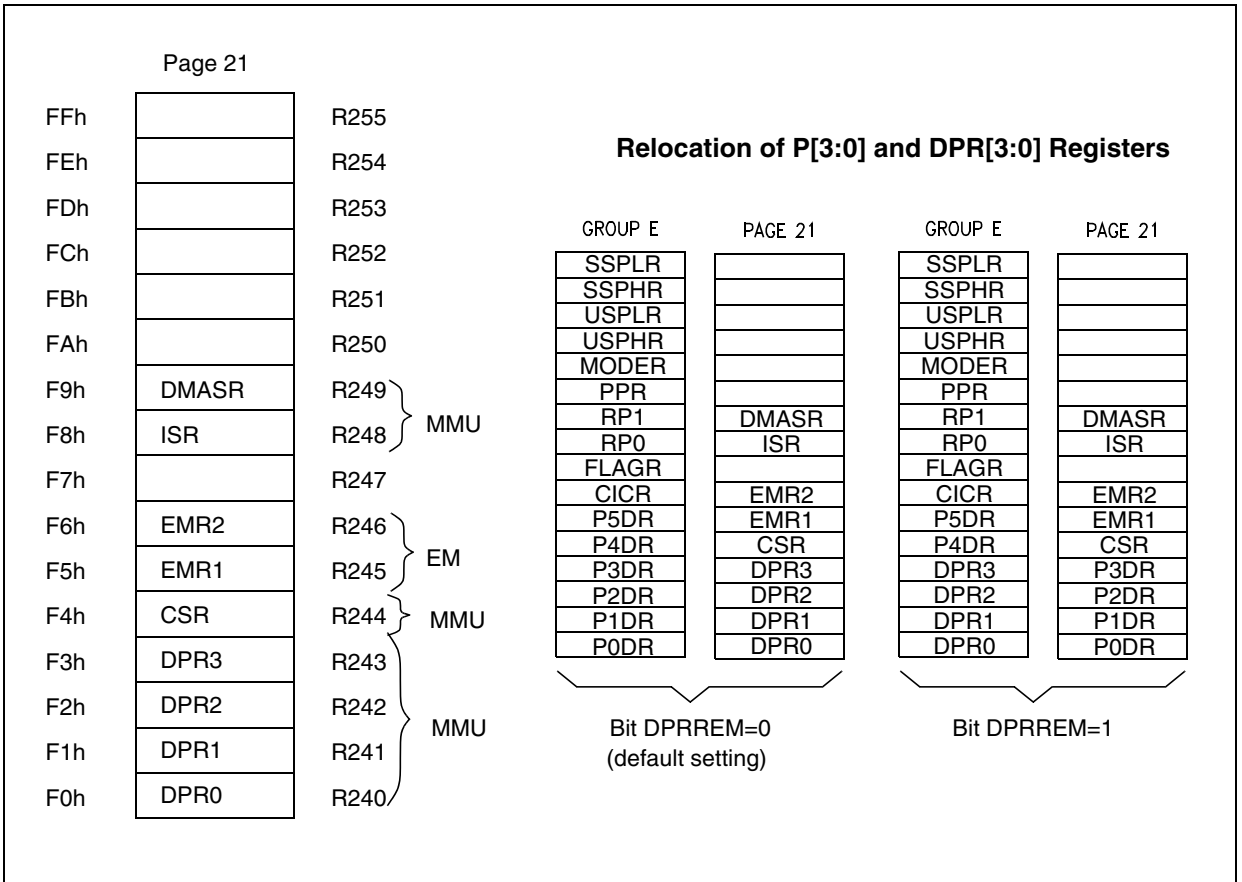 Page 21
FFh R255
FEh R254
FDh R253
FCh R252
FBh R251
FAh R250
F9h DMASR R249
F8h ISR R248
MMU
F7h R247
F6h EMR2 R246
F5h EMR1 R245
EM
F4h CSR R244 MMU
F3h DPR3 R243
F2h DPR2 R242
F1h DPR1 R241
F0h DPR0 R240
MMU
Relocation of P[3:0] and DPR[3:0] Registers
GROUP E PAGE 21 GROUP E PAGE 21
SSPLR SSPLR
SSPHR SSPHR
USPLR USPLR
USPHR USPHR
MODER MODER
PPR PPR
RP1 DMASR RP1 DMASR
RP0 ISR RP0 ISR
FLAGR FLAGR
CICR EMR2 CICR EMR2
P5DR EMR1 P5DR EMR1
P4DR CSR P4DR CSR
P3DR DPR3 DPR3 P3DR
P2DR DPR2 DPR2 P2DR
P1DR DPR1 DPR1 P1DR
P0DR DPR0 DPR0 P0DR
Bit DPRREM=0 Bit DPRREM=1
(default setting)